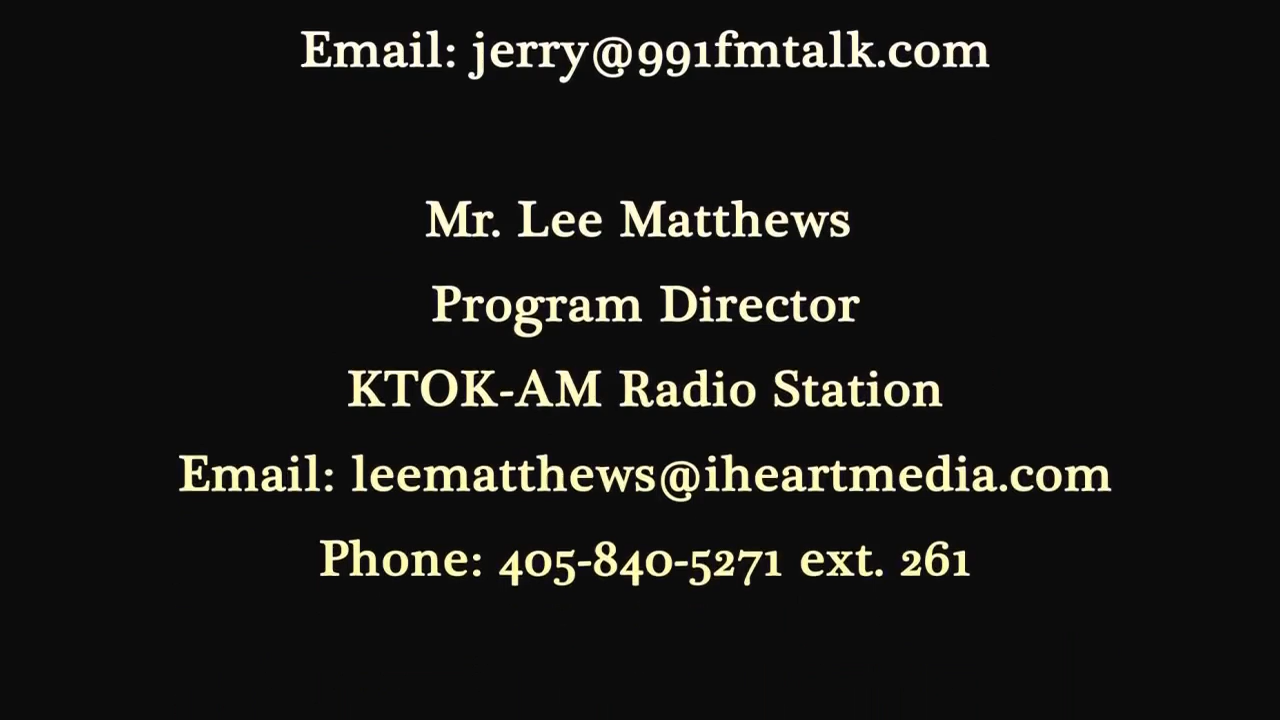 Email: jerry@991fmtalk.com
Mr. Lee Matthews
Program Director
KTOK-AM Radio Station
Email: leematthews@iheartmedia.com
Phone: 405-840-5271 ext. 261